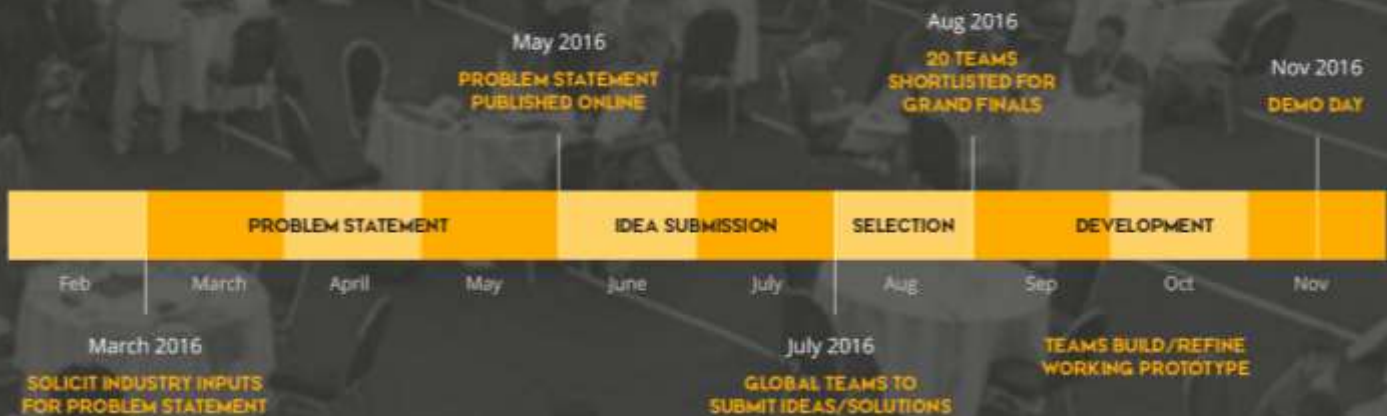 May 2016
PROBLEM STATEMENT
PUBLISHED ONLINE
Aug 2016
20 TEAMS
SHORTLISTED FOR
GRAND FINALS
Nov 2016
DEMO DAY
PROBLEM STATEMENT
IDEA SUBMISSION
SELECTION
DEVELOPMENT
Feb
March
April
May
June
July
Aug
Sep
Oct
Nov
March 2016
SOLICIT INDUSTRY INPUTS
FOR PROBLEM STATEMENT
July 2016
GLOBAL TEAMS TO
SUBMIT IDEAS/SOLUTIONS
TEAMS BUILD/REFINE
WORKING PROTOTYPE